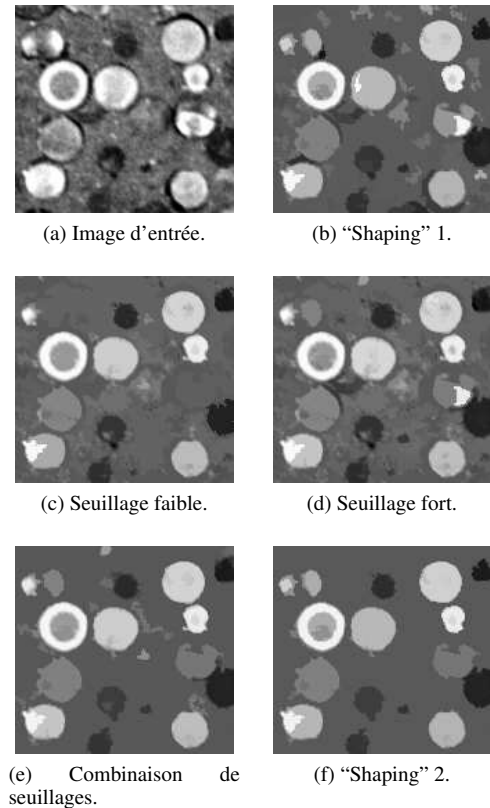 (a) Image d'entrée.
(b) “Shaping” 1.
(c) Seuillage faible.
(d) Seuillage fort.
(e) Combinaison de
seuillages.
(f) “Shaping” 2.